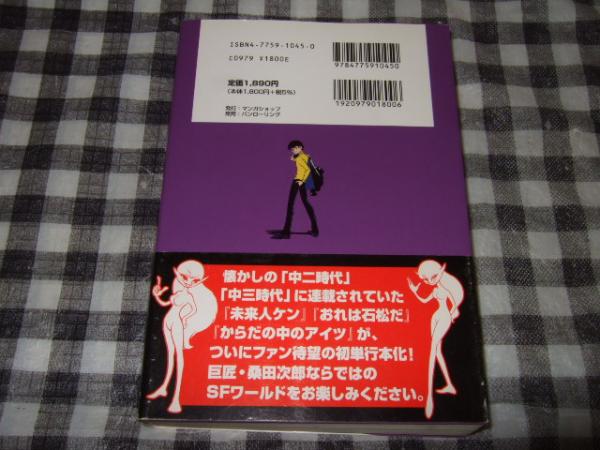 ISBN4-7759-1045-0
C0979 ¥1800E
定価1,890円
(本体1,800円+税5%)
発行:マンガショップ
発売:パンローリング
9784775910450
1920979018006
懐かしの「中二時代」
「中三時代」に連載されていた
『未来人ケン』『おれは石松だ』
『からだの中のアイツ』が、
ついにファン待望の初単行本化!
巨匠・桑田次郎ならではの
SFワールドをお楽しみください。